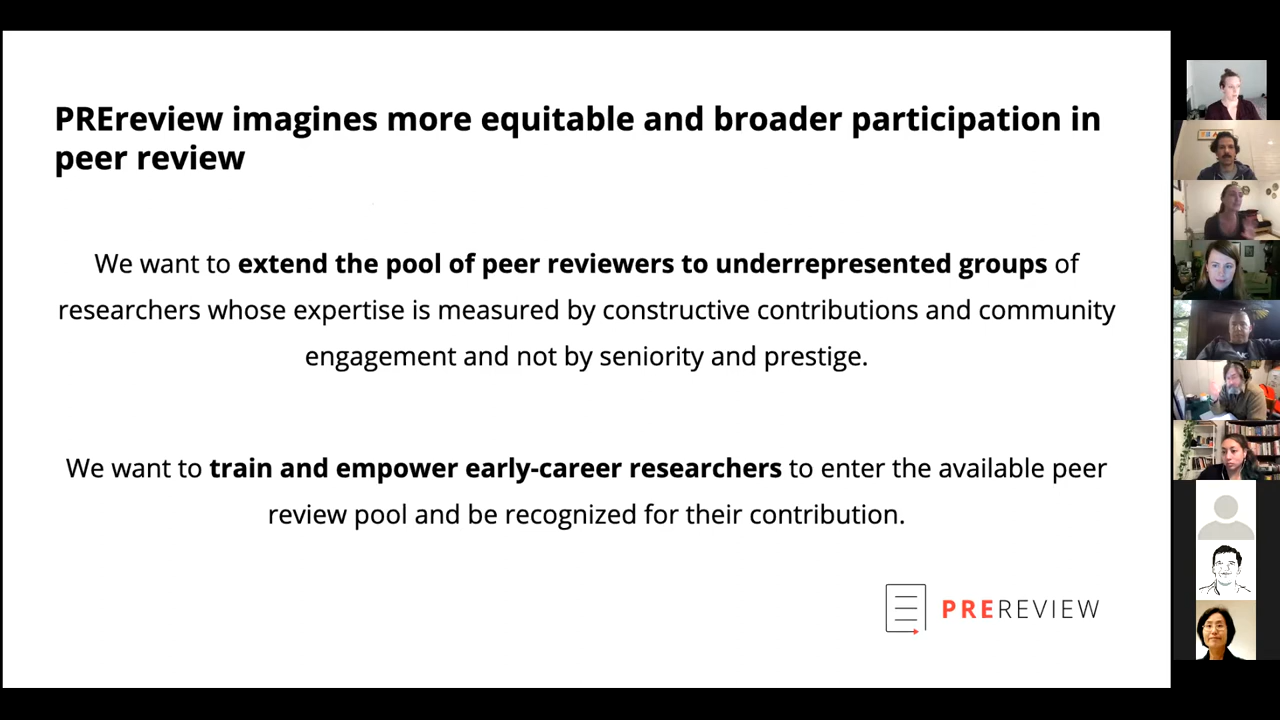 PREreview imagines more equitable and broader participation in
peer review
We want to extend the pool of peer reviewers to underrepresented groups of
researchers whose expertise is measured by constructive contributions and community
engagement and not by seniority and prestige.
We want to train and empower early-career researchers to enter the available peer
review pool and be recognized for their contribution.
PREREVIEW